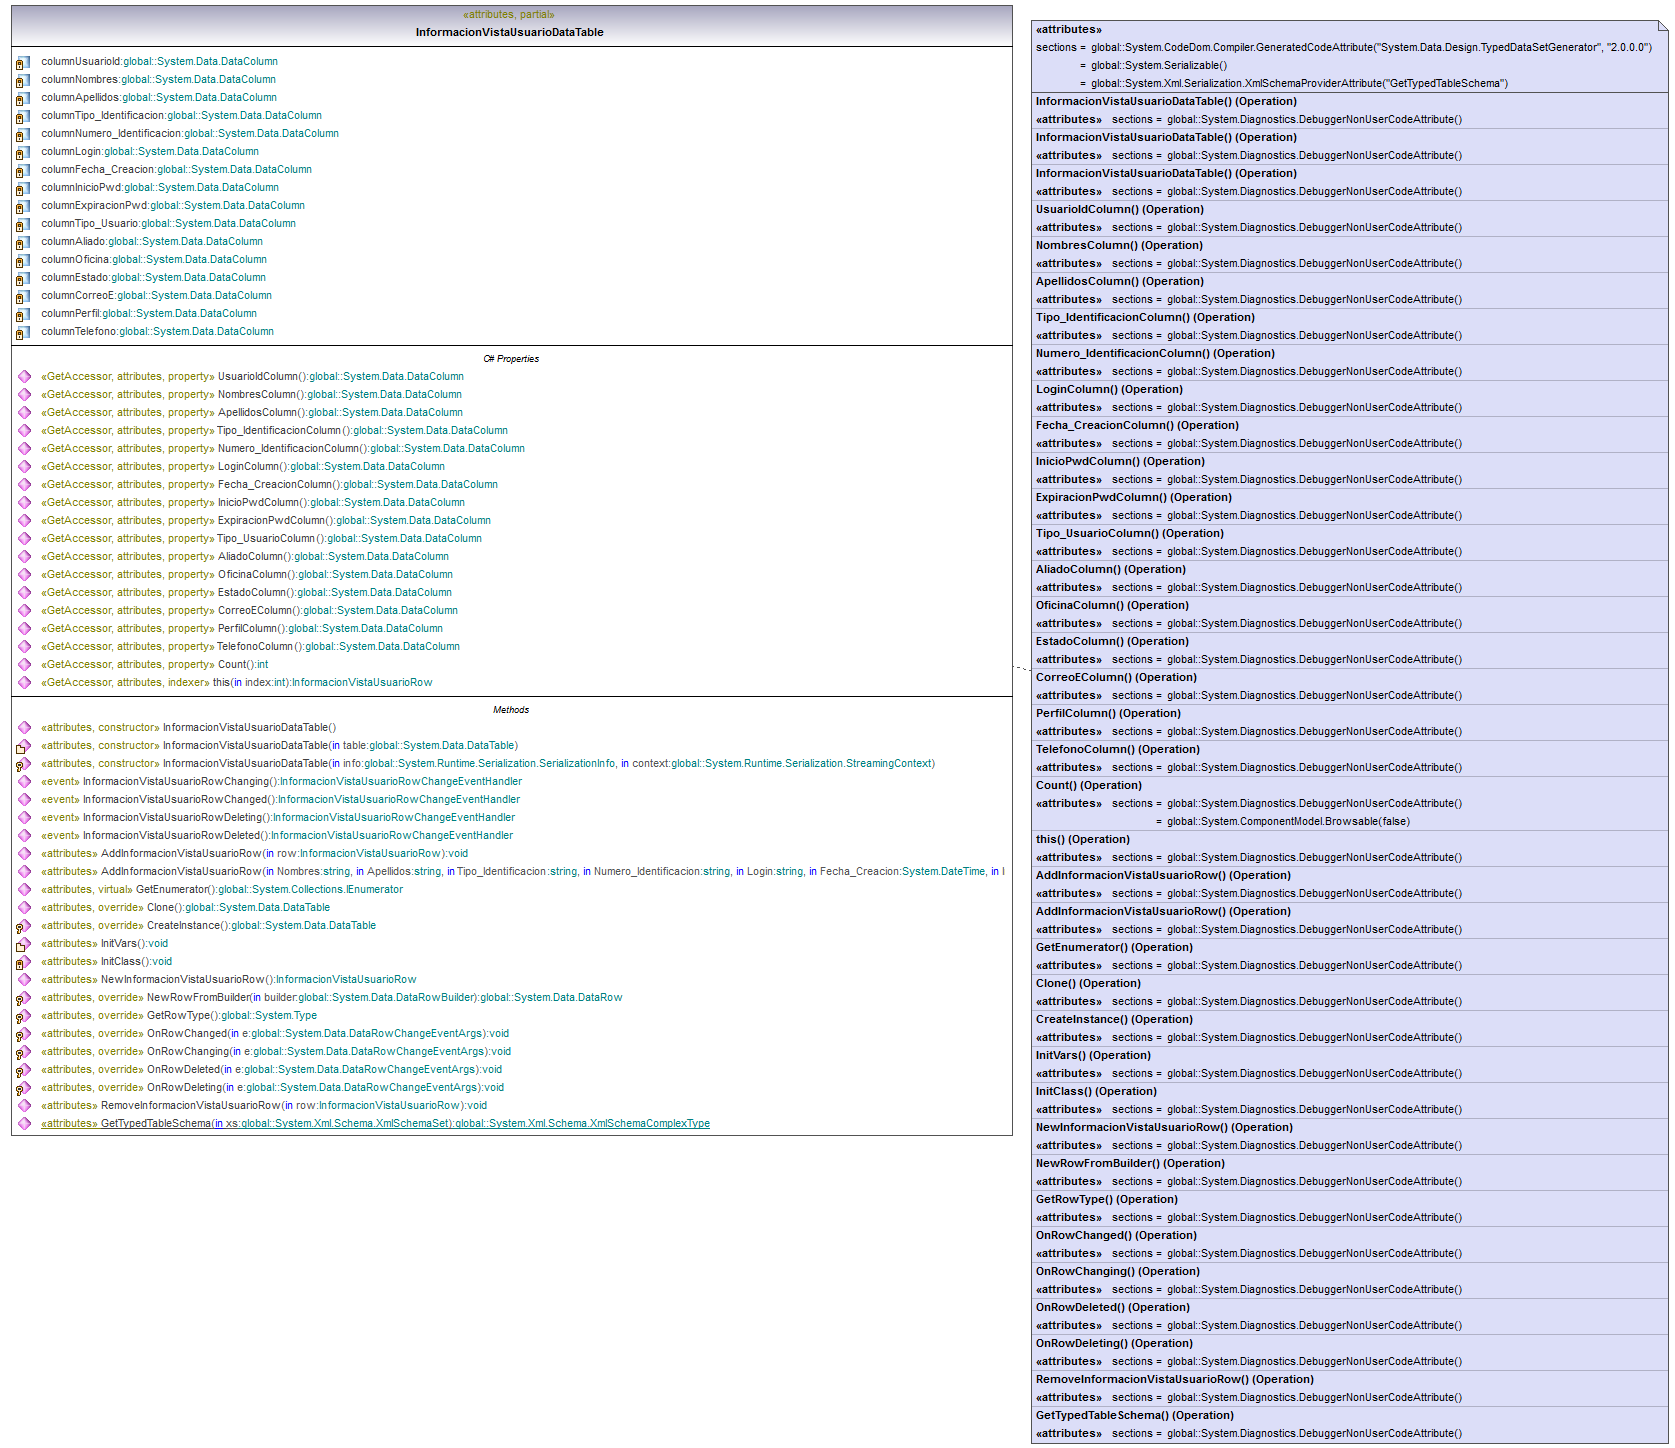 «attributes, partial»
InformacionVistaUsuarioDataTable
columnUsuarioId:global::System.Data.DataColumn
columnNombres:global::System.Data.DataColumn
columnApellidos:global::System.Data.DataColumn
columnTipo_Identificacion:global::System.Data.DataColumn
columnNumero_Identificacion:global::System.Data.DataColumn
columnLogin:global::System.Data.DataColumn
columnFecha_Creacion:global::System.Data.DataColumn
columnInicioPwd:global::System.Data.DataColumn
columnExpiracionPwd:global::System.Data.DataColumn
columnTipo_Usuario:global::System.Data.DataColumn
columnAliado:global::System.Data.DataColumn
columnOficina:global::System.Data.DataColumn
columnEstado:global::System.Data.DataColumn
columnCorreoE:global::System.Data.DataColumn
columnPerfil:global::System.Data.DataColumn
columnTelefono:global::System.Data.DataColumn
C# Properties
«GetAccessor, attributes, property» UsuarioIdColumn():global::System.Data.DataColumn
«GetAccessor, attributes, property» NombresColumn():global::System.Data.DataColumn
«GetAccessor, attributes, property» ApellidosColumn():global::System.Data.DataColumn
«GetAccessor, attributes, property» Tipo_IdentificacionColumn():global::System.Data.DataColumn
«GetAccessor, attributes, property» Numero_IdentificacionColumn():global::System.Data.DataColumn
«GetAccessor, attributes, property» LoginColumn():global::System.Data.DataColumn
«GetAccessor, attributes, property» Fecha_CreacionColumn():global::System.Data.DataColumn
«GetAccessor, attributes, property» InicioPwdColumn():global::System.Data.DataColumn
«GetAccessor, attributes, property» ExpiracionPwdColumn():global::System.Data.DataColumn
«GetAccessor, attributes, property» Tipo_UsuarioColumn():global::System.Data.DataColumn
«GetAccessor, attributes, property» AliadoColumn():global::System.Data.DataColumn
«GetAccessor, attributes, property» OficinaColumn():global::System.Data.DataColumn
«GetAccessor, attributes, property» EstadoColumn():global::System.Data.DataColumn
«GetAccessor, attributes, property» CorreoEColumn():global::System.Data.DataColumn
«GetAccessor, attributes, property» PerfilColumn():global::System.Data.DataColumn
«GetAccessor, attributes, property» TelefonoColumn():global::System.Data.DataColumn
«GetAccessor, attributes, property» Count():int
«GetAccessor, attributes, indexer» this(in index:int):InformacionVistaUsuarioRow
Methods
«attributes, constructor» InformacionVistaUsuarioDataTable()
«attributes, constructor» InformacionVistaUsuarioDataTable(in table:global::System.Data.DataTable)
«attributes, constructor» InformacionVistaUsuarioDataTable(in info:global::System.Runtime.Serialization.SerializationInfo, in context:global::System.Runtime.Serialization.StreamingContext)
«event» InformacionVistaUsuarioRowChanging():InformacionVistaUsuarioRowChangeEventHandler
«event» InformacionVistaUsuarioRowChanged():InformacionVistaUsuarioRowChangeEventHandler
«event» InformacionVistaUsuarioRowDeleting():InformacionVistaUsuarioRowChangeEventHandler
«event» InformacionVistaUsuarioRowDeleted():InformacionVistaUsuarioRowChangeEventHandler
«attributes» AddInformacionVistaUsuarioRow(in row:InformacionVistaUsuarioRow):void
«attributes» AddInformacionVistaUsuarioRow(in Nombres:string, in Apellidos:string, in Tipo_Identificacion:string, in Numero_Identificacion:string, in Login:string, in Fecha_Creacion:System.DateTime, in
«attributes, virtual» GetEnumerator():global::System.Collections.IEnumerator
«attributes, override» Clone():global::System.Data.DataTable
«attributes, override» CreateInstance():global::System.Data.DataTable
«attributes» InitVars():void
«attributes» InitClass():void
«attributes» NewInformacionVistaUsuarioRow():InformacionVistaUsuarioRow
«attributes, override» NewRowFromBuilder(in builder:global::System.Data.DataRowBuilder):global::System.Data.DataRow
«attributes, override» GetRowType():global::System.Type
«attributes, override» OnRowChanged(in e:global::System.Data.DataRowChangeEventArgs):void
«attributes, override» OnRowChanging(in e:global::System.Data.DataRowChangeEventArgs):void
«attributes, override» OnRowDeleted(in e:global::System.Data.DataRowChangeEventArgs):void
«attributes, override» OnRowDeleting(in e:global::System.Data.DataRowChangeEventArgs):void
«attributes» RemoveInformacionVistaUsuarioRow(in row:InformacionVistaUsuarioRow):void
«attributes» GetTypedTableSchema(in xs:global::System.Xml.Schema.XmlSchemaSet):global::System.Xml.Schema.XmlSchemaComplexType
«attributes»
sections = global::System.CodeDom.Compiler.GeneratedCodeAttribute("System.Data.Design.TypedDataSetGenerator", "2.0.0.0")
= global::System.Serializable()
= global::System.Xml.Serialization.XmlSchemaProviderAttribute("GetTypedTableSchema")
InformacionVistaUsuarioDataTable() (Operation)
«attributes» sections = global::System.Diagnostics.DebuggerNonUserCodeAttribute()
InformacionVistaUsuarioDataTable() (Operation)
«attributes» sections = global::System.Diagnostics.DebuggerNonUserCodeAttribute()
InformacionVistaUsuarioDataTable() (Operation)
«attributes» sections = global::System.Diagnostics.DebuggerNonUserCodeAttribute()
UsuarioIdColumn() (Operation)
«attributes» sections = global::System.Diagnostics.DebuggerNonUserCodeAttribute()
NombresColumn() (Operation)
«attributes» sections = global::System.Diagnostics.DebuggerNonUserCodeAttribute()
ApellidosColumn() (Operation)
«attributes» sections = global::System.Diagnostics.DebuggerNonUserCodeAttribute()
Tipo_IdentificacionColumn() (Operation)
«attributes» sections = global::System.Diagnostics.DebuggerNonUserCodeAttribute()
Numero_IdentificacionColumn() (Operation)
«attributes» sections = global::System.Diagnostics.DebuggerNonUserCodeAttribute()
LoginColumn() (Operation)
«attributes» sections = global::System.Diagnostics.DebuggerNonUserCodeAttribute()
Fecha_CreacionColumn() (Operation)
«attributes» sections = global::System.Diagnostics.DebuggerNonUserCodeAttribute()
InicioPwdColumn() (Operation)
«attributes» sections = global::System.Diagnostics.DebuggerNonUserCodeAttribute()
ExpiracionPwdColumn() (Operation)
«attributes» sections = global::System.Diagnostics.DebuggerNonUserCodeAttribute()
Tipo_UsuarioColumn() (Operation)
«attributes» sections = global::System.Diagnostics.DebuggerNonUserCodeAttribute()
AliadoColumn() (Operation)
«attributes» sections = global::System.Diagnostics.DebuggerNonUserCodeAttribute()
OficinaColumn() (Operation)
«attributes» sections = global::System.Diagnostics.DebuggerNonUserCodeAttribute()
EstadoColumn() (Operation)
«attributes» sections = global::System.Diagnostics.DebuggerNonUserCodeAttribute()
CorreoEColumn() (Operation)
«attributes» sections = global::System.Diagnostics.DebuggerNonUserCodeAttribute()
PerfilColumn() (Operation)
«attributes» sections = global::System.Diagnostics.DebuggerNonUserCodeAttribute()
TelefonoColumn() (Operation)
«attributes» sections = global::System.Diagnostics.DebuggerNonUserCodeAttribute()
Count() (Operation)
«attributes» sections = global::System.Diagnostics.DebuggerNonUserCodeAttribute()
= global::System.ComponentModel.Browsable(false)
this() (Operation)
«attributes» sections = global::System.Diagnostics.DebuggerNonUserCodeAttribute()
AddInformacionVistaUsuarioRow() (Operation)
«attributes» sections = global::System.Diagnostics.DebuggerNonUserCodeAttribute()
AddInformacionVistaUsuarioRow() (Operation)
«attributes» sections = global::System.Diagnostics.DebuggerNonUserCodeAttribute()
GetEnumerator() (Operation)
«attributes» sections = global::System.Diagnostics.DebuggerNonUserCodeAttribute()
Clone() (Operation)
«attributes» sections = global::System.Diagnostics.DebuggerNonUserCodeAttribute()
CreateInstance() (Operation)
«attributes» sections = global::System.Diagnostics.DebuggerNonUserCodeAttribute()
InitVars() (Operation)
«attributes» sections = global::System.Diagnostics.DebuggerNonUserCodeAttribute()
InitClass() (Operation)
«attributes» sections = global::System.Diagnostics.DebuggerNonUserCodeAttribute()
NewInformacionVistaUsuarioRow() (Operation)
«attributes» sections = global::System.Diagnostics.DebuggerNonUserCodeAttribute()
NewRowFromBuilder() (Operation)
«attributes» sections = global::System.Diagnostics.DebuggerNonUserCodeAttribute()
GetRowType() (Operation)
«attributes» sections = global::System.Diagnostics.DebuggerNonUserCodeAttribute()
OnRowChanged() (Operation)
«attributes» sections = global::System.Diagnostics.DebuggerNonUserCodeAttribute()
OnRowChanging() (Operation)
«attributes» sections = global::System.Diagnostics.DebuggerNonUserCodeAttribute()
OnRowDeleted() (Operation)
«attributes» sections = global::System.Diagnostics.DebuggerNonUserCodeAttribute()
OnRowDeleting() (Operation)
«attributes» sections = global::System.Diagnostics.DebuggerNonUserCodeAttribute()
RemoveInformacionVistaUsuarioRow() (Operation)
«attributes» sections = global::System.Diagnostics.DebuggerNonUserCodeAttribute()
GetTypedTableSchema() (Operation)
«attributes» sections = global::System.Diagnostics.DebuggerNonUserCodeAttribute()